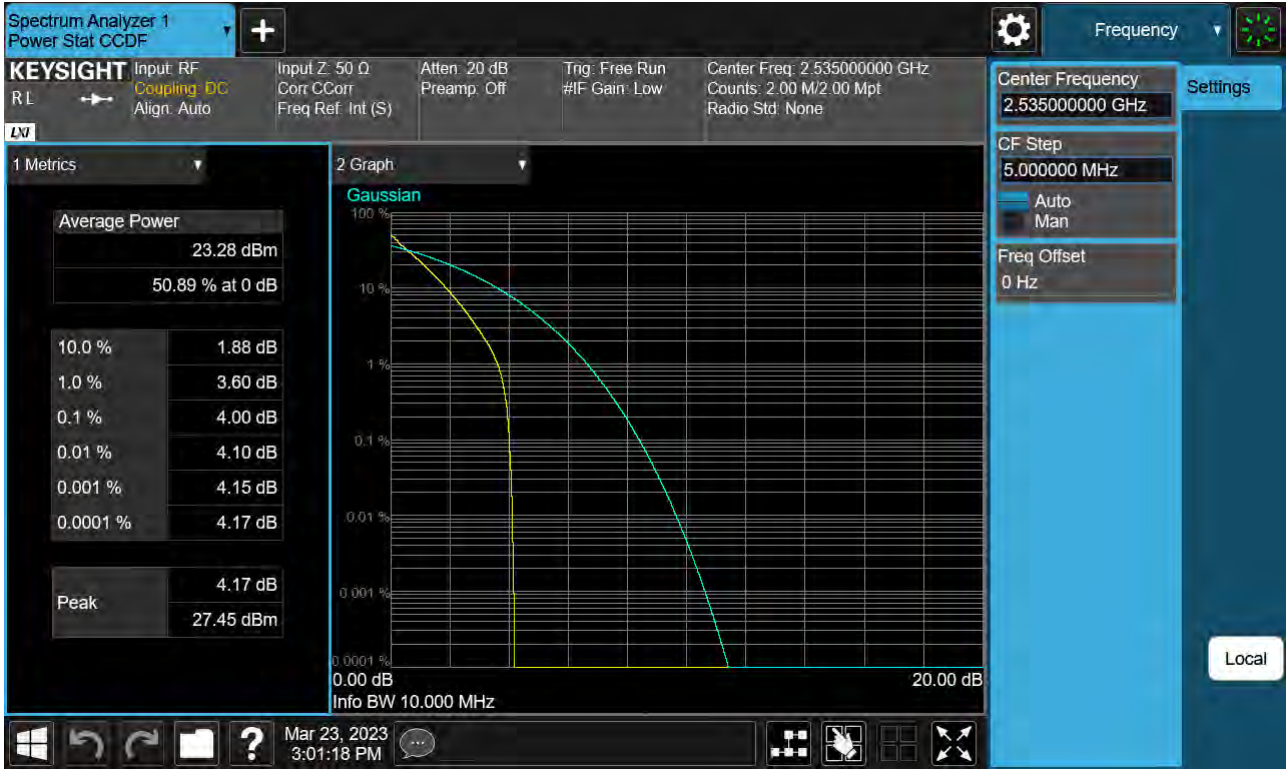 Spectrum Analyzer 1
Power Stat CCDF
+
Frequency
KEYSIGHT
R L
LXI
Input: RF
Coupling: DC
Align: Auto
Input Z: 50 Ω
Corr CCorr
Freq Ref: Int (S)
Atten: 20 dB
Preamp: Off
Trig: Free Run
#IF Gain: Low
Center Freq: 2.535000000 GHz
Counts: 2.00 M/2.00 Mpt
Radio Std: None
Center Frequency
2.535000000 GHz
Settings
CF Step
5.000000 MHz
Auto
Man
Freq Offset
0 Hz
Local
1 Metrics
Average Power
23.28 dBm
50.89 % at 0 dB
10.0 % 1.88 dB
1.0 % 3.60 dB
0.1 % 4.00 dB
0.01 % 4.10 dB
0.001 % 4.15 dB
0.0001 % 4.17 dB
Peak
4.17 dB
27.45 dBm
2 Graph
Gaussian
100 %
10 %
1 %
0.1 %
0.01 %
0.001 %
0.0001 %
0.00 dB 20.00 dB
Info BW 10.000 MHz
?
Mar 23, 2023
3:01:18 PM